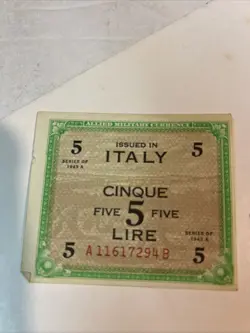 ALLIED MILITARY CURRENCY
5 ISSUED IN 5
SERIES OF
1943 A
ITALY
CINQUE
FIVE 5 FIVE
LIRE
SERIES OF
1943 A
5 5
A11617294B